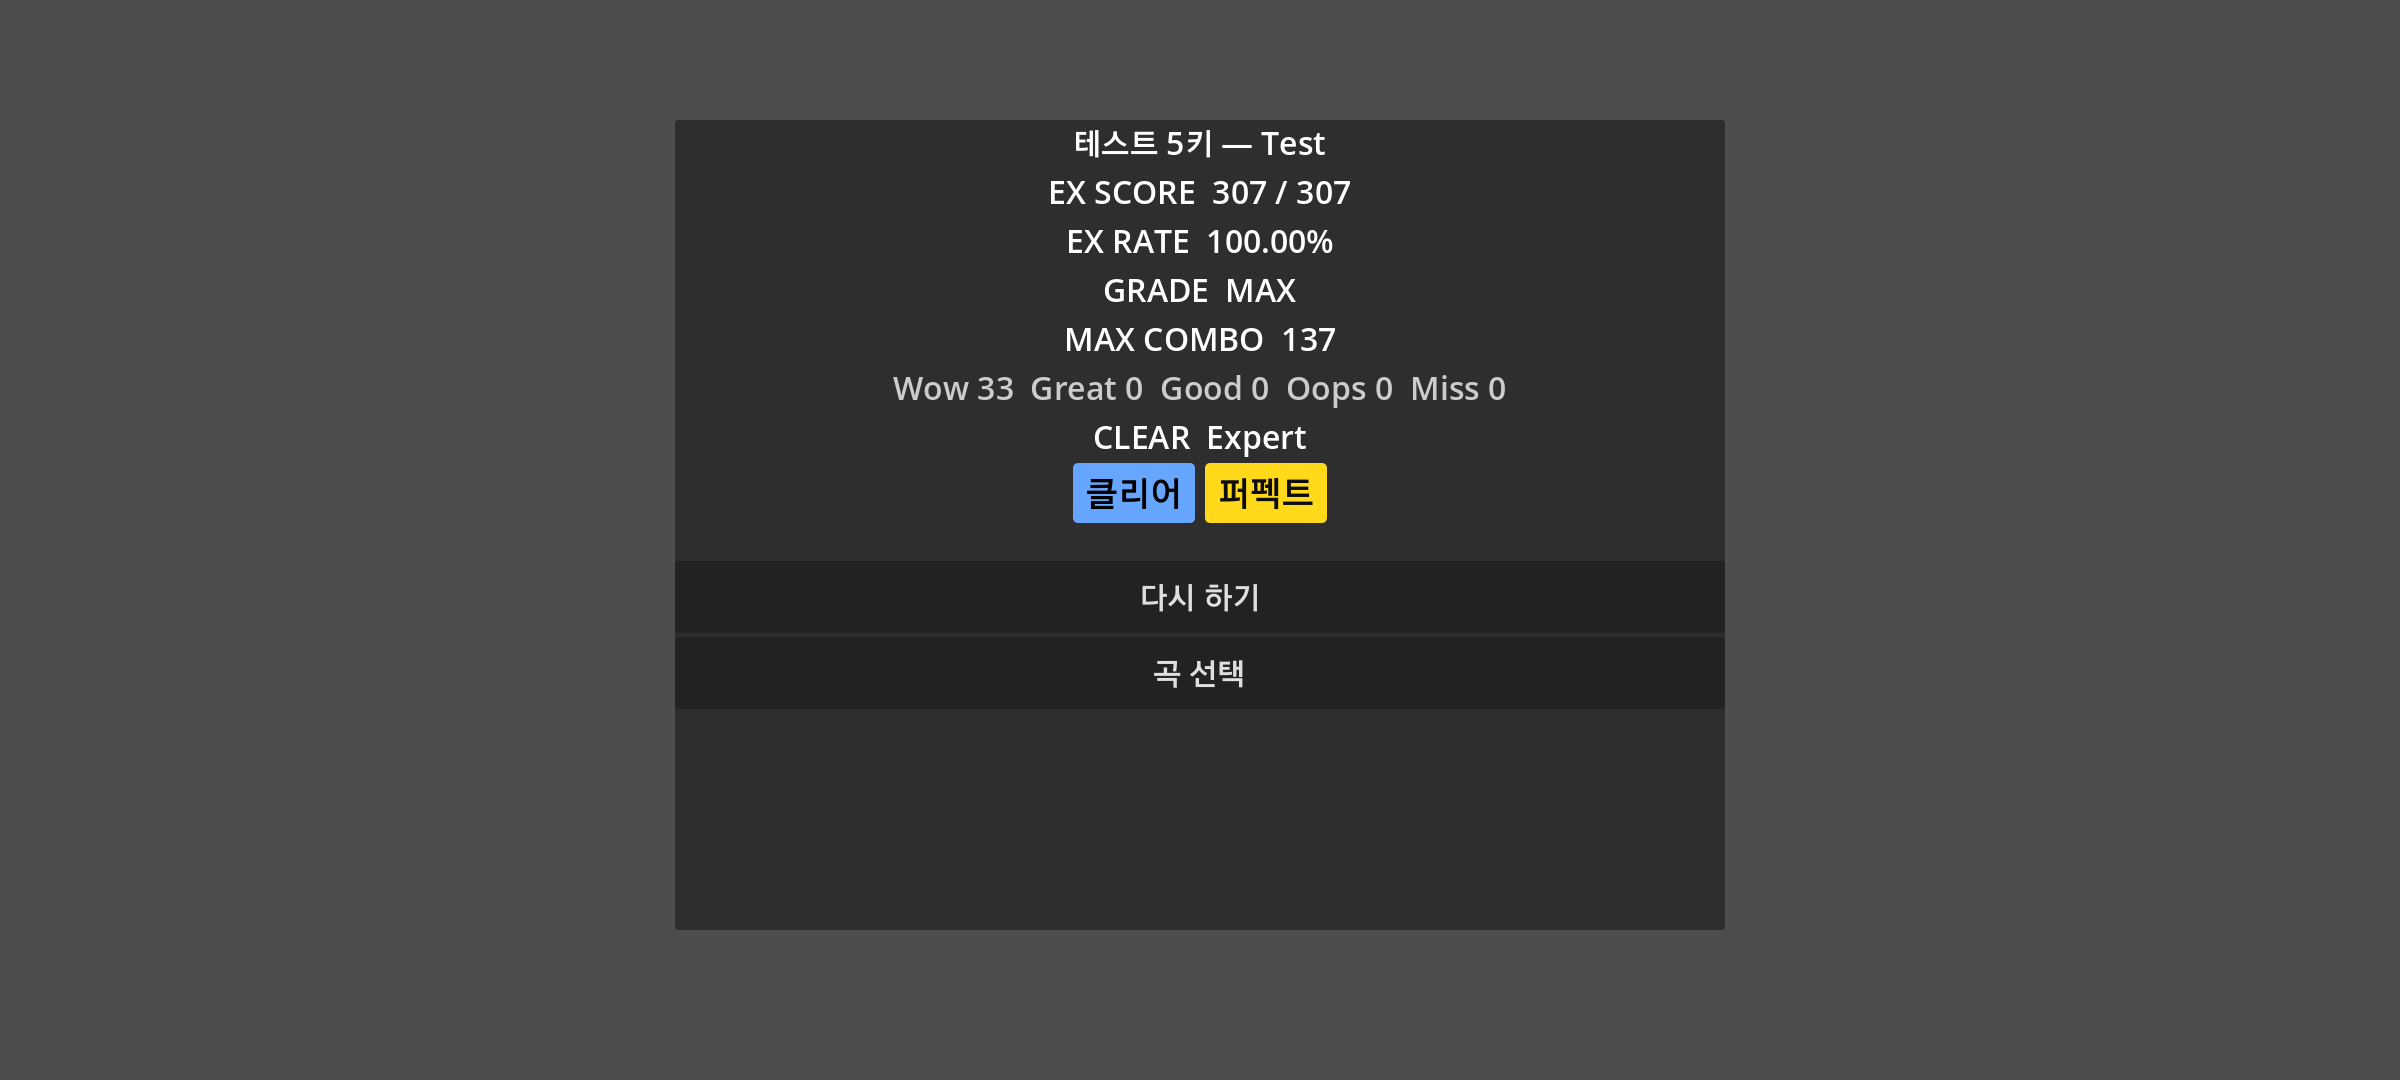 테스트 5키 — Test
EX SCORE  307 / 307
EX RATE  100.00%
GRADE  MAX
MAX COMBO  137
Wow 33  Great 0  Good 0  Oops 0  Miss 0
CLEAR  Expert
클리어 퍼펙트
다시 하기
곡 선택